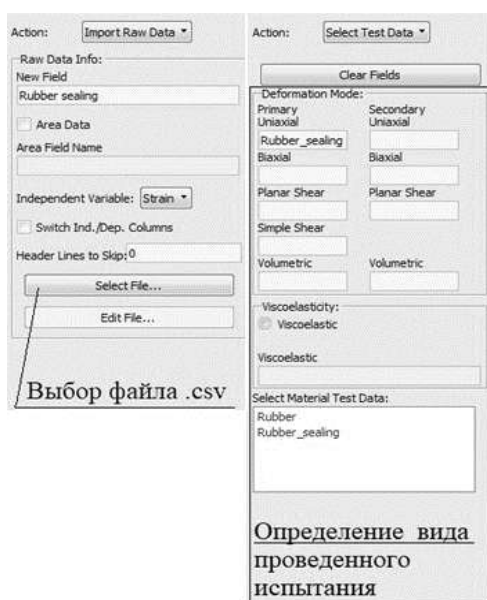 Action: Import Raw Data
Raw Data Info:
New Field
Rubber sealing
Area Data
Area Field Name
Independent Variable: Strain
Switch Ind./Dep. Columns
Header Lines to Skip: 0
Select File...
Edit File...
Выбор файла .csv
Action: Select Test Data
Clear Fields
Deformation Mode:
Primary Secondary
Uniaxial Uniaxial
Rubber_sealing
Biaxial Biaxial
Planar Shear Planar Shear
Simple Shear
Volumetric Volumetric
Viscoelasticity:
Viscoelastic
Viscoelastic
Select Material Test Data:
Rubber
Rubber_sealing
Определение вида
проведенного
испытания